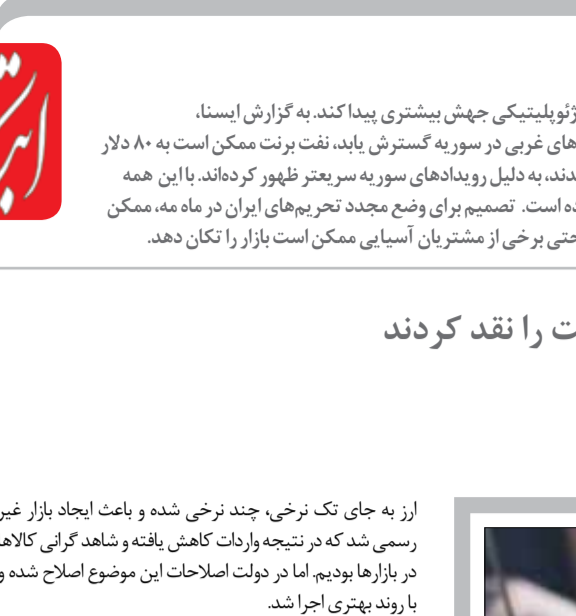 ژئوپلیتیکی جهش بیشتری پیدا کند. به گزارش ایسنا،
های غربی در سوریه گسترش یابد، نفت برنت ممکن است به ۸۰ دلار
دند، به دلیل رویدادهای سوریه سریعتر ظهور کرده‌اند. با این همه
ده است. تصمیم برای وضع مجدد تحریم‌های ایران در ماه مه، ممکن
حتی برخی از مشتریان آسیایی ممکن است بازار را تکان دهد.
ت را نقد کردند
ارز به جای تک نرخی، چند نرخی شده و باعث ایجاد بازار غیر
رسمی شد که در نتیجه واردات کاهش یافته و شاهد گرانی کالاها
در بازارها بودیم. اما در دولت اصلاحات این موضوع اصلاح شده و
با روند بهتری اجرا شد.